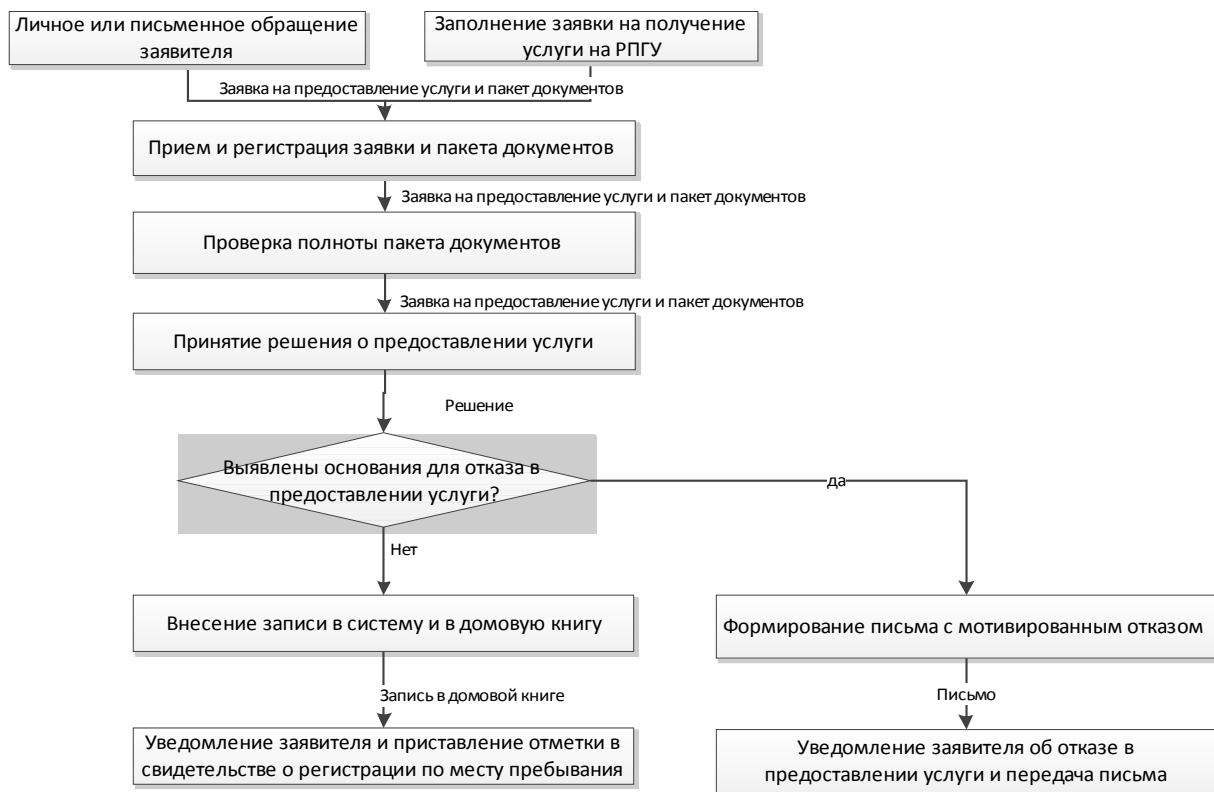 Личное или письменное обращение
заявителя
Заполнение заявки на получение
услуги на РПГУ
Заявка на предоставление услуги и пакет документов
Прием и регистрация заявки и пакета документов
Заявка на предоставление услуги и пакет документов
Проверка полноты пакета документов
Заявка на предоставление услуги и пакет документов
Принятие решения о предоставлении услуги
Решение
Выявлены основания для отказа в
предоставлении услуги?
да
Нет
Внесение записи в систему и в домовую книгу
Формирование письма с мотивированным отказом
Запись в домовой книге
Письмо
Уведомление заявителя и приставление отметки в
свидетельстве о регистрации по месту пребывания
Уведомление заявителя об отказе в
предоставлении услуги и передача письма